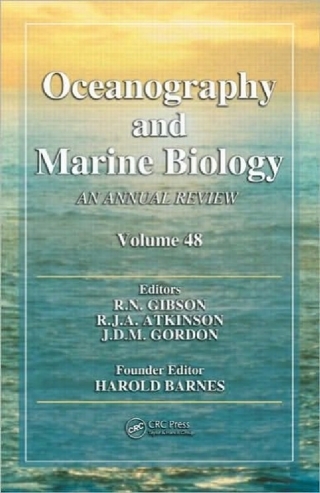 Oceanography
and
Marine Biology
AN ANNUAL REVIEW
Volume 48
Editors
R.N. GIBSON
R.J.A. ATKINSON
J.D.M. GORDON
Founder Editor
HAROLD BARNES
CRC
CRC Press
Taylor & Francis Group